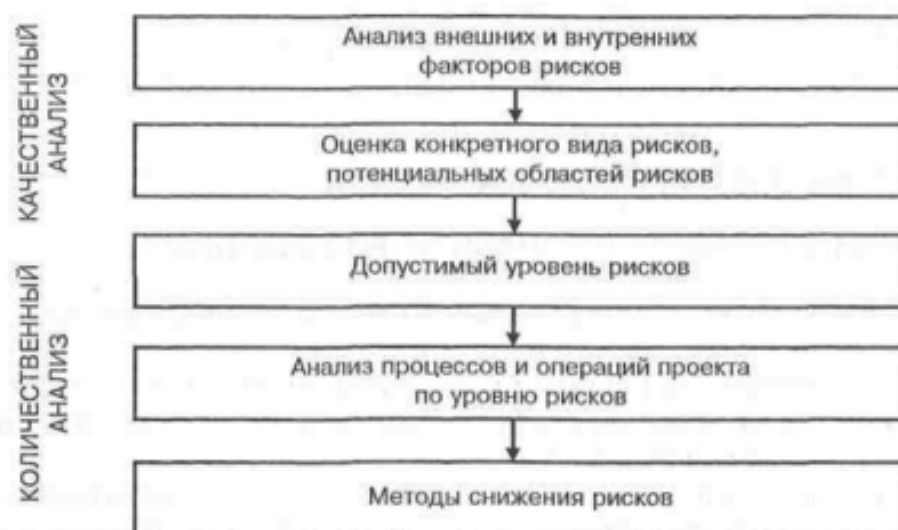 КАЧЕСТВЕННЫЙ
АНАЛИЗ
Анализ внешних и внутренних
факторов рисков
Оценка конкретного вида рисков,
потенциальных областей рисков
КОЛИЧЕСТВЕННЫЙ
АНАЛИЗ
Допустимый уровень рисков
Анализ процессов и операций проекта
по уровню рисков
Методы снижения рисков